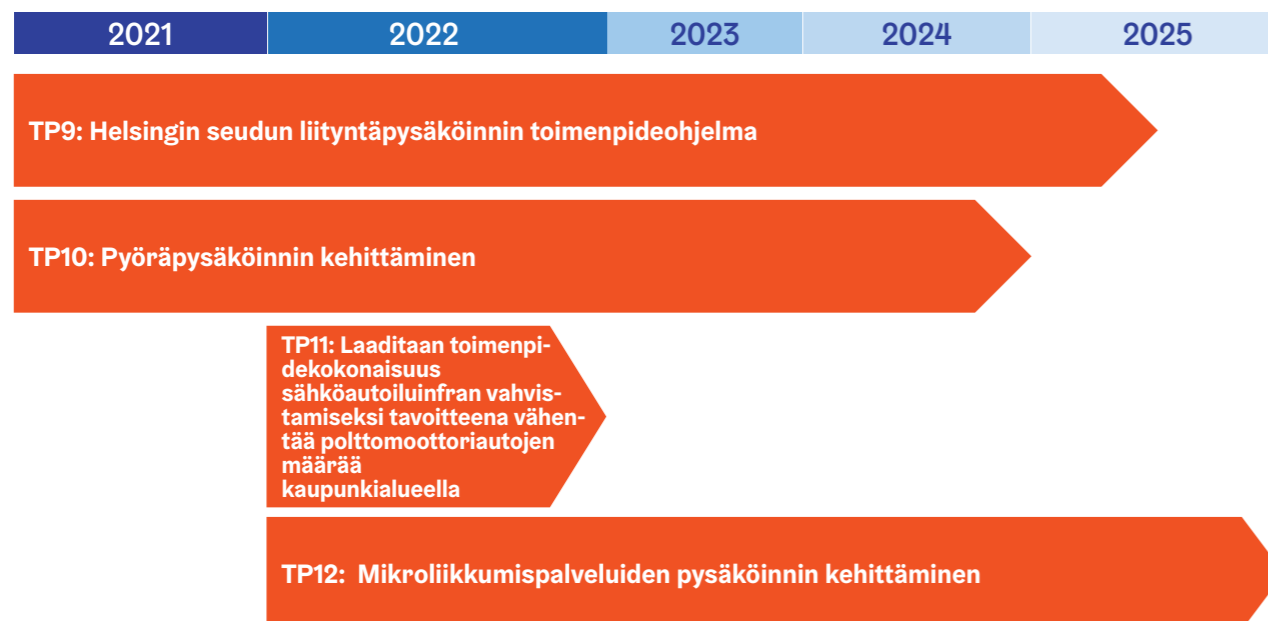 2021 2022 2023 2024 2025
TP9: Helsingin seudun liityntäpysäköinnin toimenpideohjelma
TP10: Pyöräpysäköinnin kehittäminen
TP11: Laaditaan toimenpi-
dekokonaisuus
sähköautoiluinfran vahvis-
tamiseksi tavoitteena vähen-
tää polttomoottoriautojen
määrää
kaupunkialueella
TP12: Mikroliikkumispalveluiden pysäköinnin kehittäminen